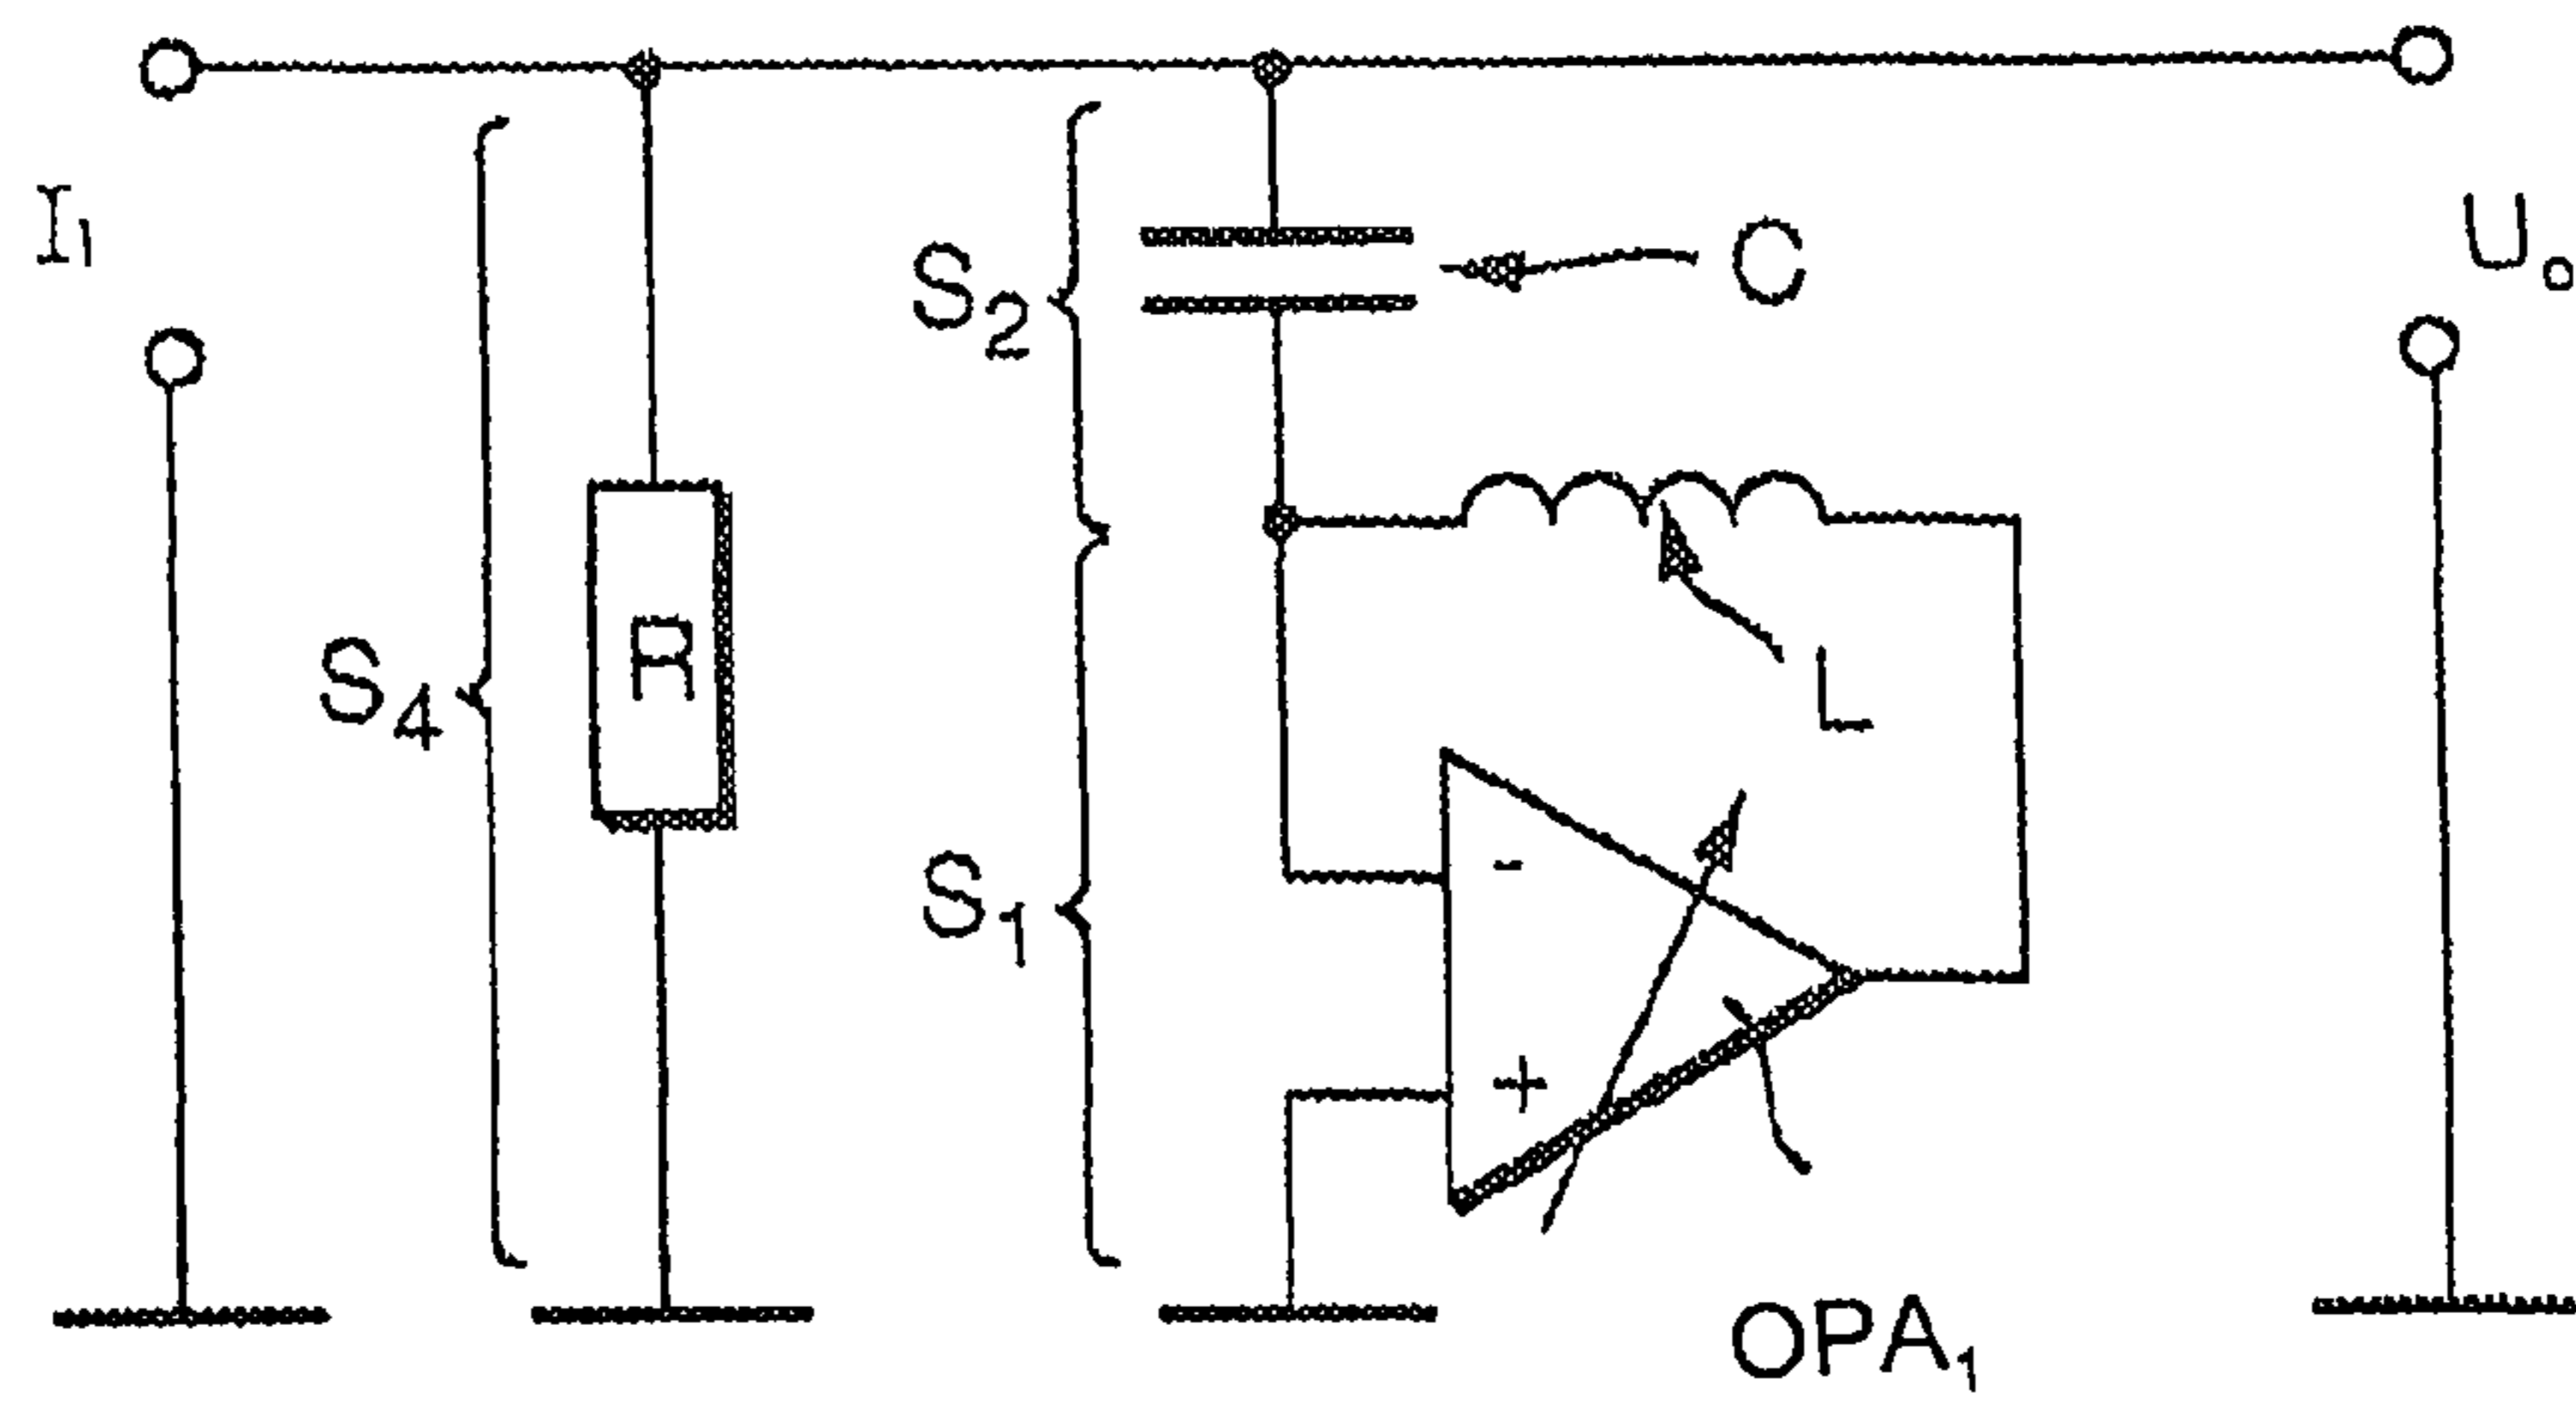 I₁
U₀
S₂
C
S₄
R
L
S₁
-
+
OPA₁